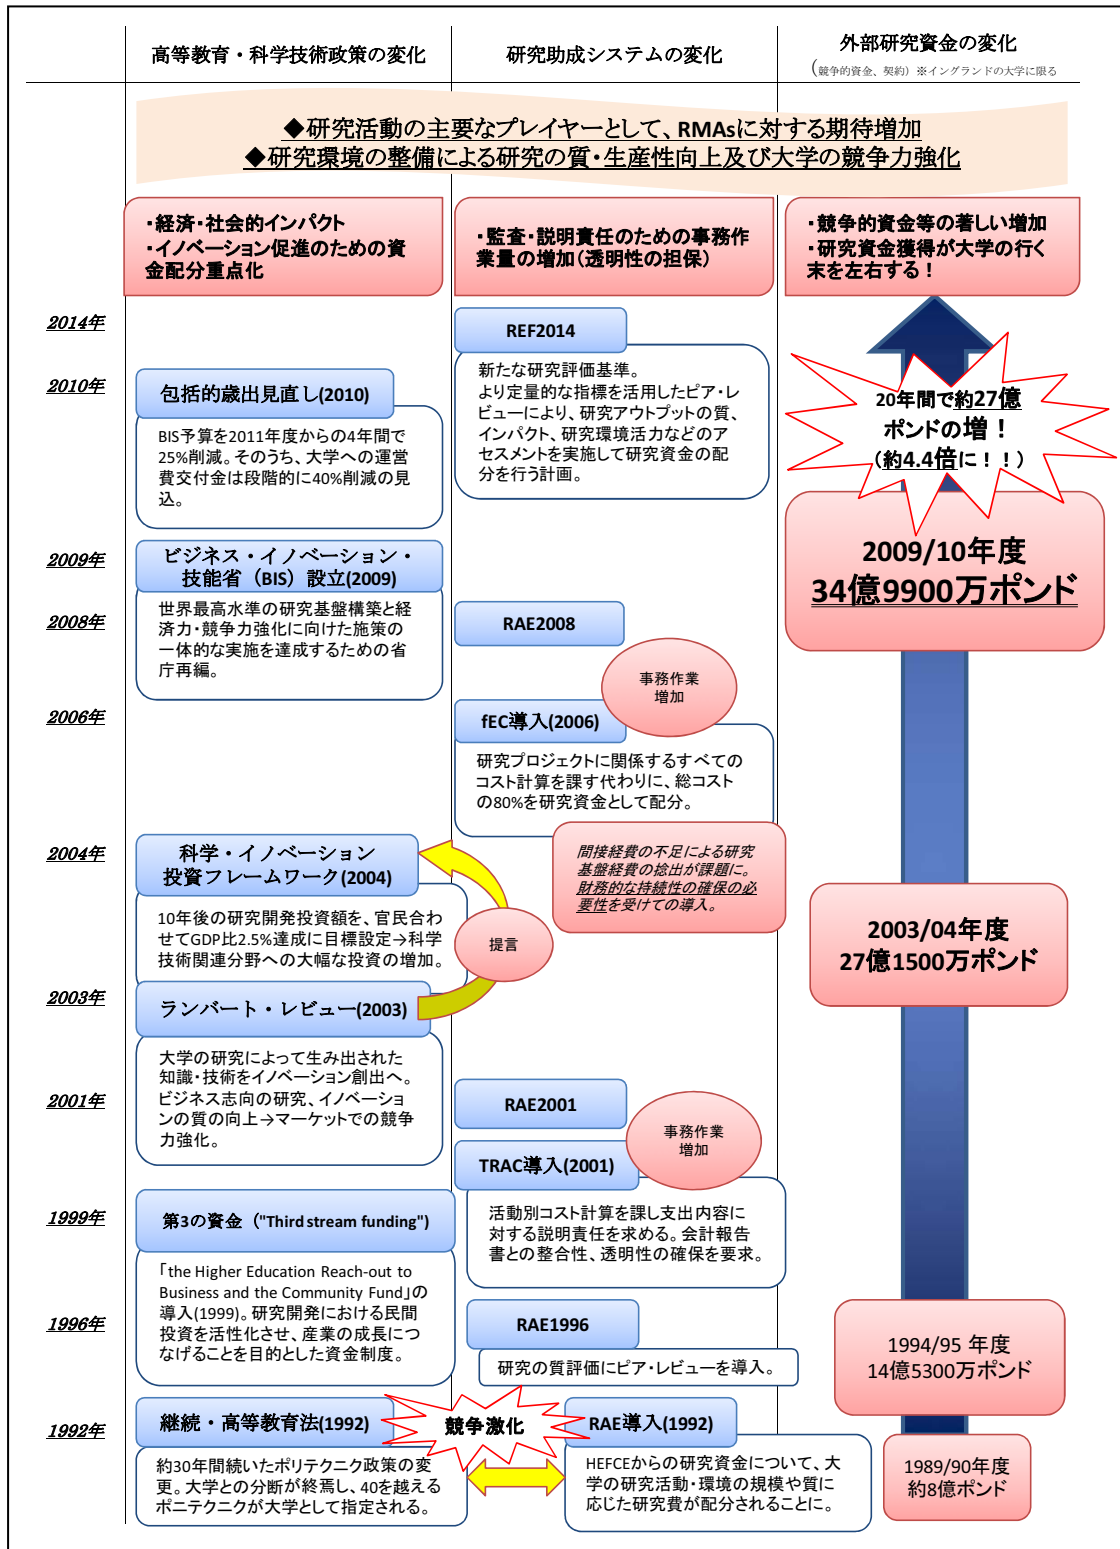 高等教育・科学技術政策の変化
研究助成システムの変化
外部研究資金の変化
(競争的資金、契約) ※イングランドの大学に限る
◆研究活動の主要なプレイヤーとして、RMAsに対する期待増加
◆研究環境の整備による研究の質・生産性向上及び大学の競争力強化
・経済・社会的インパクト
・イノベーション促進のための資
金配分重点化
・監査・説明責任のための事務作
業量の増加(透明性の担保)
・競争的資金等の著しい増加
・研究資金獲得が大学の行く
末を左右する！
2014年
REF2014
新たな研究評価基準。
より定量的な指標を活用したピア・レ
ビューにより、研究アウトプットの質、
インパクト、研究環境活力などのア
セスメントを実施して研究資金の配
分を行う計画。
2010年
包括的歳出見直し(2010)
BIS予算を2011年度からの4年間で
25%削減。そのうち、大学への運営
費交付金は段階的に40%削減の見
込。
20年間で約27億
ポンドの増！
(約4.4倍に！！)
2009/10年度
34億9900万ポンド
2009年
ビジネス・イノベーション・
技能省（BIS）設立(2009)
世界最高水準の研究基盤構築と経
済力・競争力強化に向けた施策の
一体的な実施を達成するための省
庁再編。
2008年
RAE2008
事務作業
増加
2006年
fEC導入(2006)
研究プロジェクトに関係するすべての
コスト計算を課す代わりに、総コスト
の80%を研究資金として配分。
間接経費の不足による研究
基盤経費の捻出が課題に。
財務的な持続性の確保の必
要性を受けての導入。
2004年
科学・イノベーション
投資フレームワーク(2004)
10年後の研究開発投資額を、官民合
わせてGDP比2.5%達成に目標設定→科学
技術関連分野への大幅な投資の増加。
提言
2003/04年度
27億1500万ポンド
2003年
ランバート・レビュー(2003)
大学の研究によって生み出された
知識・技術をイノベーション創出へ。
ビジネス志向の研究、イノベーショ
ンの質の向上→マーケットでの競争
力強化。
2001年
RAE2001
事務作業
増加
TRAC導入(2001)
活動別コスト計算を課し支出内容に
対する説明責任を求める。会計報告
書との整合性、透明性の確保を要求。
1999年
第3の資金（"Third stream funding")
「the Higher Education Reach-out to
Business and the Community Fund」の
導入(1999)。研究開発における民間
投資を活性化させ、産業の成長につ
なげることを目的とした資金制度。
1996年
RAE1996
研究の質評価にピア・レビューを導入。
1994/95 年度
14億5300万ポンド
1992年
継続・高等教育法(1992)
競争激化
RAE導入(1992)
約30年間続いたポリテクニク政策の変
更。大学との分断が終焉し、40を越える
ポニテクニクが大学として指定される。
HEFCEからの研究資金について、大
学の研究活動・環境の規模や質に
応じた研究費が配分されることに。
1989/90年度
約8億ポンド